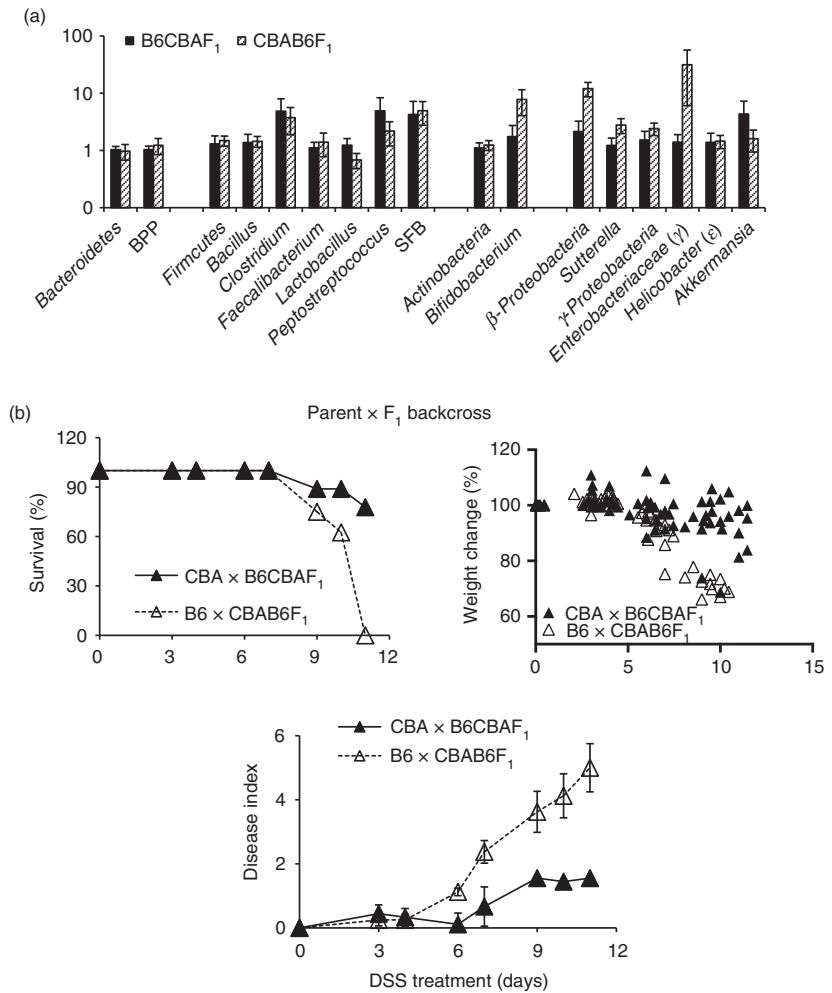 (a)
100
10
1
0
B6CBAF1
CBAB6F1
Bacteroidetes
BPP
Firmcutes
Bacillus
Clostridium
Faecalibacterium
Lactobacillus
Peptostreptococcus
SFB
Actinobacteria
Bifidobacterium
β-Proteobacteria
Sutterella
γ-Proteobacteria
Enterobacteriaceae (γ)
Helicobacter (ε)
Akkermansia
(b)
Parent × F1 backcross
Survival (%)
120
90
60
30
0
CBA × B6CBAF1
B6 × CBAB6F1
0 3 6 9 12
Weight change (%)
120
100
80
60
CBA × B6CBAF1
B6 × CBAB6F1
0 5 10 15
CBA × B6CBAF1
B6 × CBAB6F1
Disease index
6
4
2
0
0 3 6 9 12
DSS treatment (days)